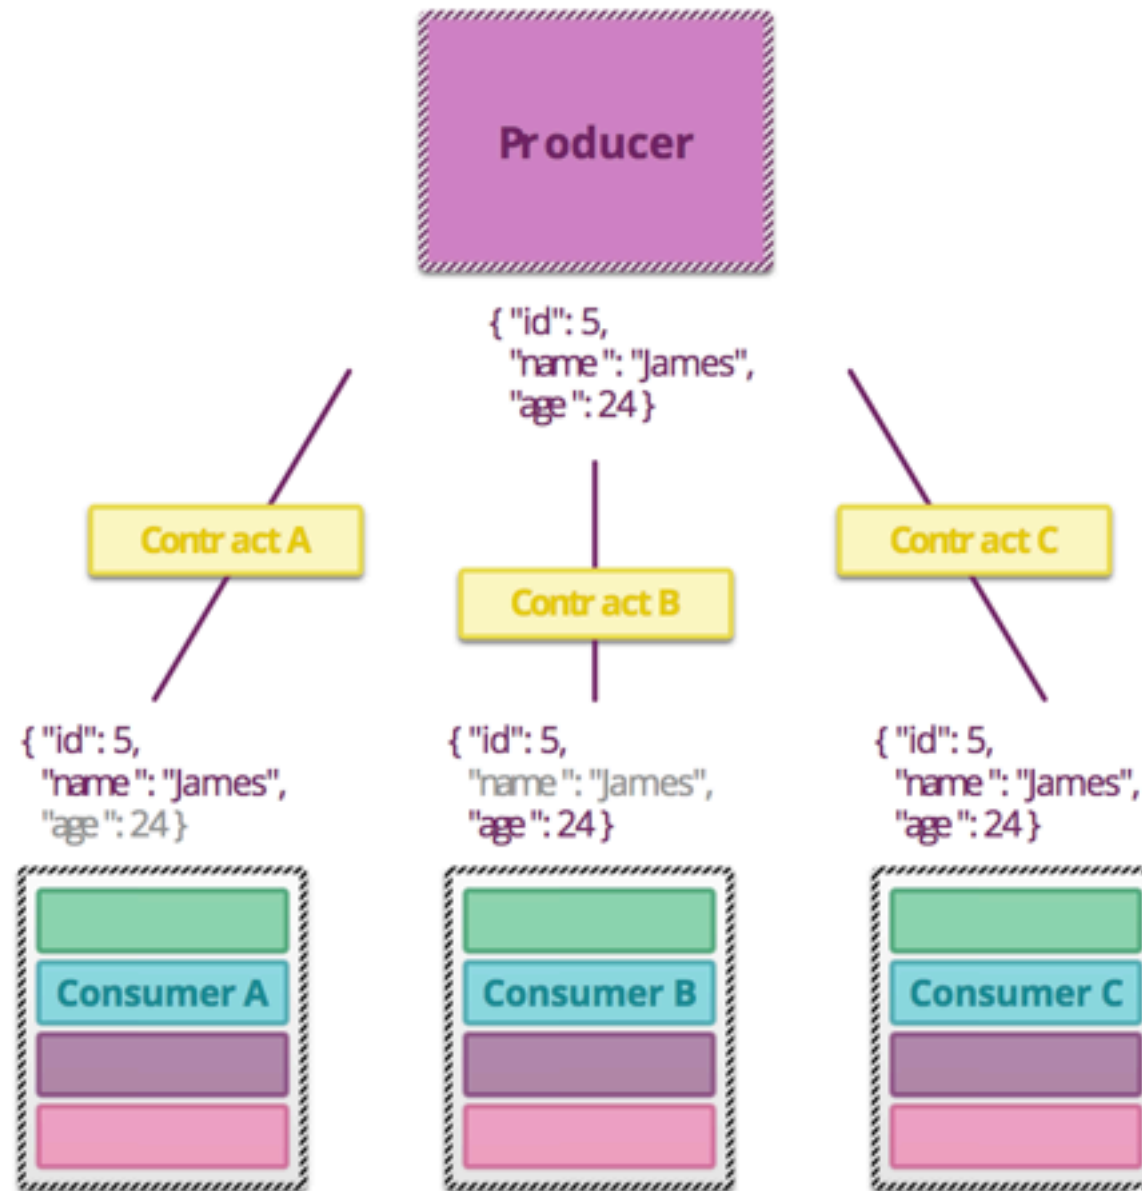 Producer
{ "id": 5,
"name": "James",
"age": 24 }
Contract A
Contract C
Contract B
{ "id": 5,
"name": "James",
"age": 24 }
{ "id": 5,
"name": "James",
"age": 24 }
{ "id": 5,
"name": "James",
"age": 24 }
Consumer A
Consumer B
Consumer C